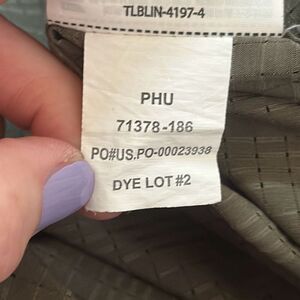 TLBLIN-4197-4
PHU
71378-186
PO#US.PO-00023938
DYE LOT#2